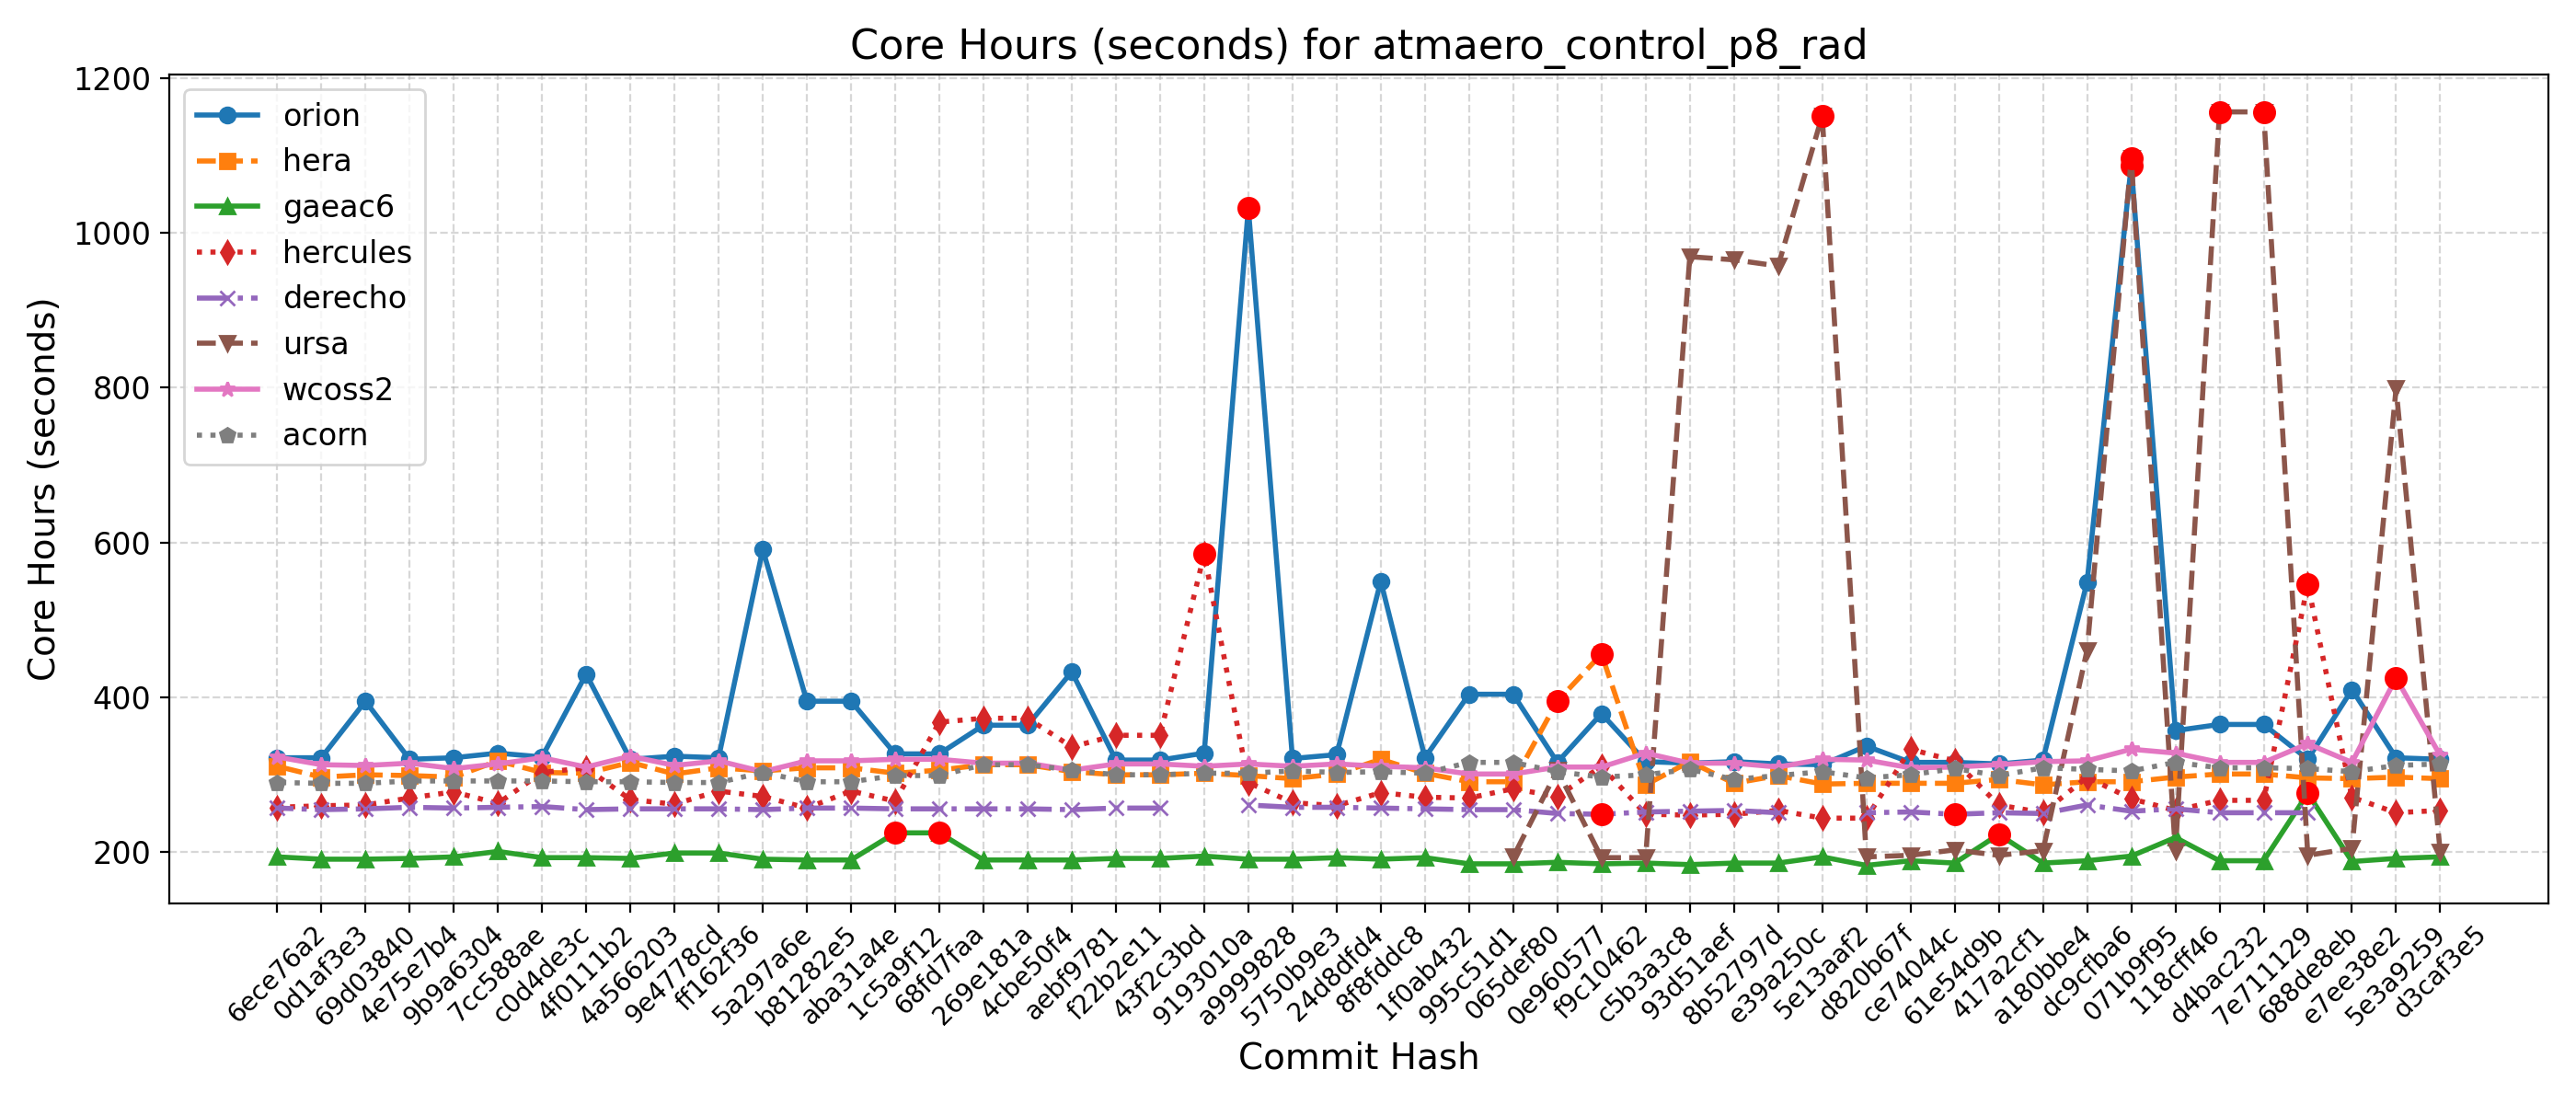 Core Hours (seconds) for atmaero_control_p8_rad
Core Hours (seconds)
1200
1000
800
600
400
200
orion
hera
gaeac6
hercules
derecho
ursa
wcoss2
acorn
6ece76a2
0d1af3e3
69d03840
4e75e7b4
9b9a6304
7cc588ae
c0d4de3c
4f0111b2
4a566203
9e4778cd
ff162f36
5a297a6e
b81282e5
aba31a4e
1c5a9f12
68fd7faa
269e181a
4cbe50f4
aebf9781
f22b2e11
43f2c3bd
9193010a
a9999828
5750b9e3
24d8dfd4
8f8fddc8
1f0ab432
995c51d1
065def80
0e960577
f9c10462
c5b3a3c8
93d51aef
8b52797d
e39a250c
5e13aaf2
d820b67f
ce74044c
61e54d9b
417a2cf1
a180bbe4
dc9cfba6
071b9f95
118cff46
d4bac232
7e711129
688de8eb
e7ee38e2
5e3a9259
d3caf3e5
Commit Hash